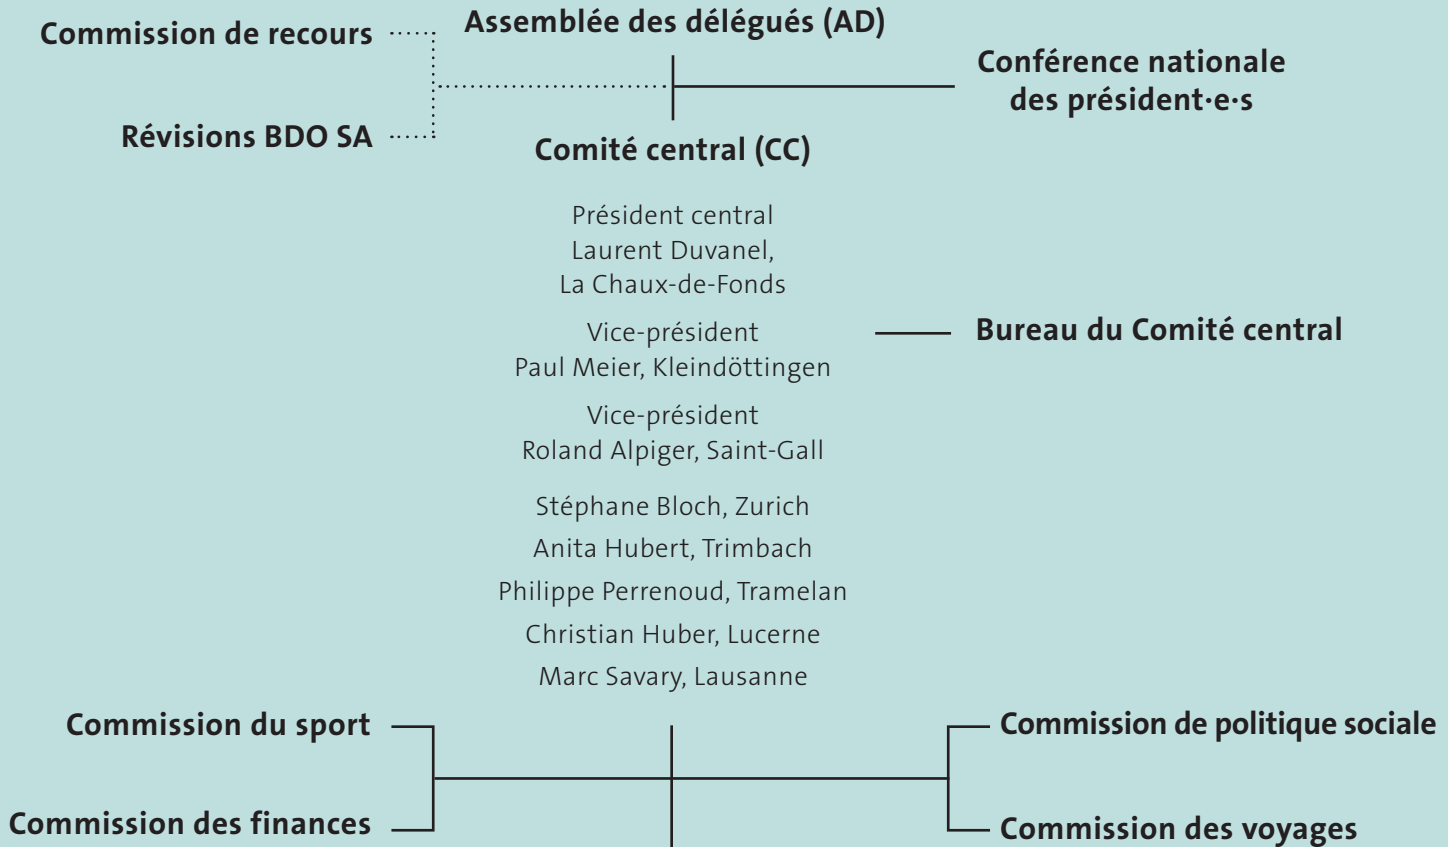 Assemblée des délégués (AD)
Commission de recours
Conférence nationale
des président·e·s
Révisions BDO SA
Comité central (CC)
Président central
Laurent Duvanel,
La Chaux-de-Fonds
Vice-président
Paul Meier, Kleindöttingen
Bureau du Comité central
Vice-président
Roland Alpiger, Saint-Gall
Stéphane Bloch, Zurich
Anita Hubert, Trimbach
Philippe Perrenoud, Tramelan
Christian Huber, Lucerne
Marc Savary, Lausanne
Commission du sport
Commission de politique sociale
Commission des finances
Commission des voyages